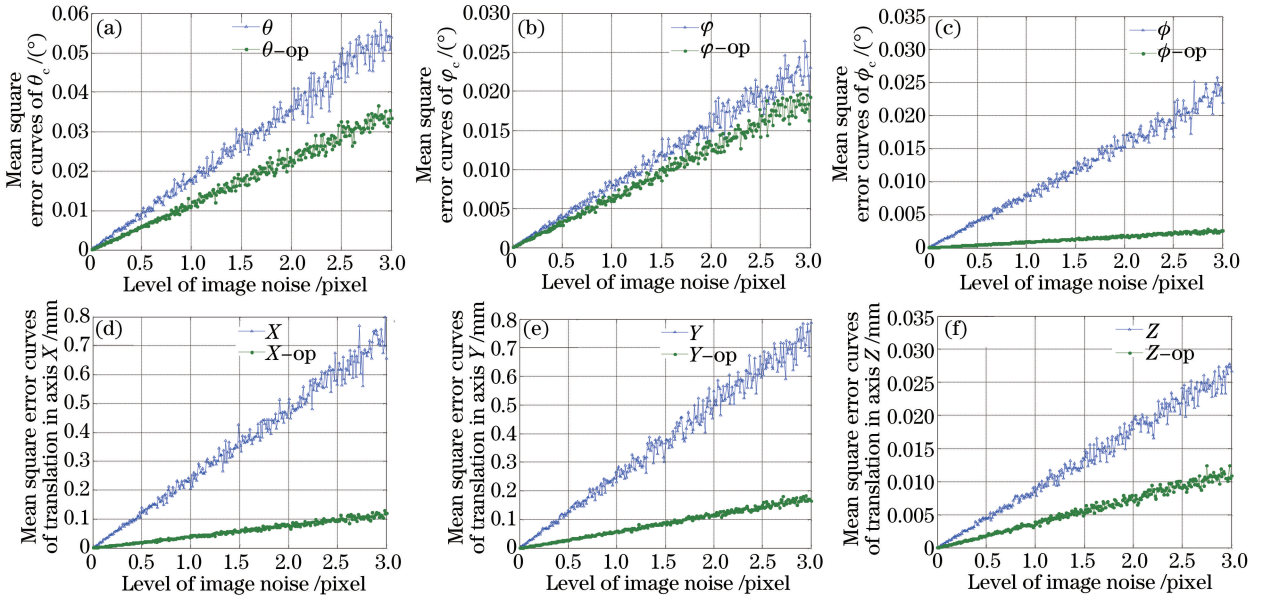 (a)
θ
θ-op
Mean square
error curves of θc /(°)
0.06
0.05
0.04
0.03
0.02
0.01
0
0 0.5 1.0 1.5 2.0 2.5 3.0
Level of image noise /pixel
(b)
φ
φ-op
Mean square
error curves of φc /(°)
0.030
0.025
0.020
0.015
0.010
0.005
0
0 0.5 1.0 1.5 2.0 2.5 3.0
Level of image noise /pixel
(c)
ϕ
ϕ-op
Mean square
error curves of ϕc /(°)
0.035
0.030
0.025
0.020
0.015
0.010
0.005
0
0 0.5 1.0 1.5 2.0 2.5 3.0
Level of image noise /pixel
(d)
X
X-op
Mean square error curves
of translation in axis X /mm
0.8
0.7
0.6
0.5
0.4
0.3
0.2
0.1
0
0 0.5 1.0 1.5 2.0 2.5 3.0
Level of image noise /pixel
(e)
Y
Y-op
Mean square error curves
of translation in axis Y /mm
0.8
0.7
0.6
0.5
0.4
0.3
0.2
0.1
0
0 0.5 1.0 1.5 2.0 2.5 3.0
Level of image noise /pixel
(f)
Z
Z-op
Mean square error curves
of translation in axis Z /mm
0.035
0.030
0.025
0.020
0.015
0.010
0.005
0
0 0.5 1.0 1.5 2.0 2.5 3.0
Level of image noise /pixel